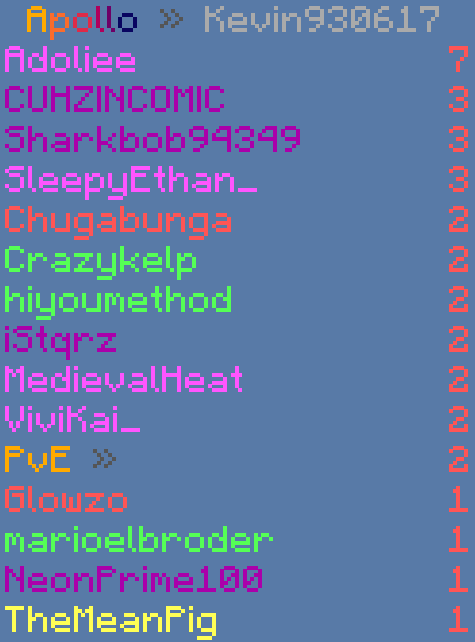 Apollo » Kevin930617
Adoliee 7
CUHZINCOMIC 3
Sharkbob94349 3
SleepyEthan_ 3
Chugabunga 2
Crazykelp 2
hiyoumethod 2
iStqrz 2
MedievalHeat 2
ViviKai_ 2
PvE » 2
Glowzo 1
marioelbroder 1
NeonPrime100 1
TheMeanPig 1